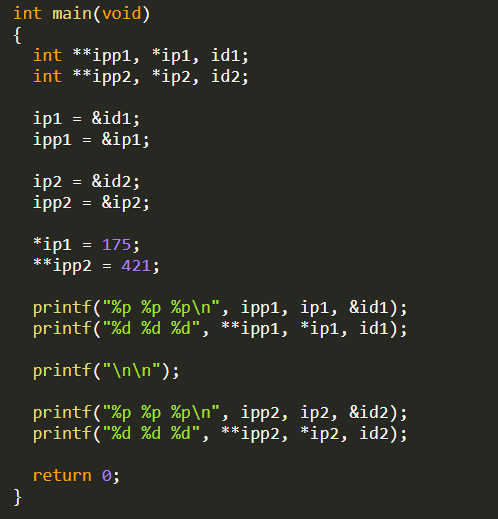 int main(void)
{
  int **ipp1, *ip1, id1;
  int **ipp2, *ip2, id2;

  ip1 = &id1;
  ipp1 = &ip1;

  ip2 = &id2;
  ipp2 = &ip2;

  *ip1 = 175;
  **ipp2 = 421;

  printf("%p %p %p\n", ipp1, ip1, &id1);
  printf("%d %d %d", **ipp1, *ip1, id1);

  printf("\n\n");

  printf("%p %p %p\n", ipp2, ip2, &id2);
  printf("%d %d %d", **ipp2, *ip2, id2);

  return 0;
}